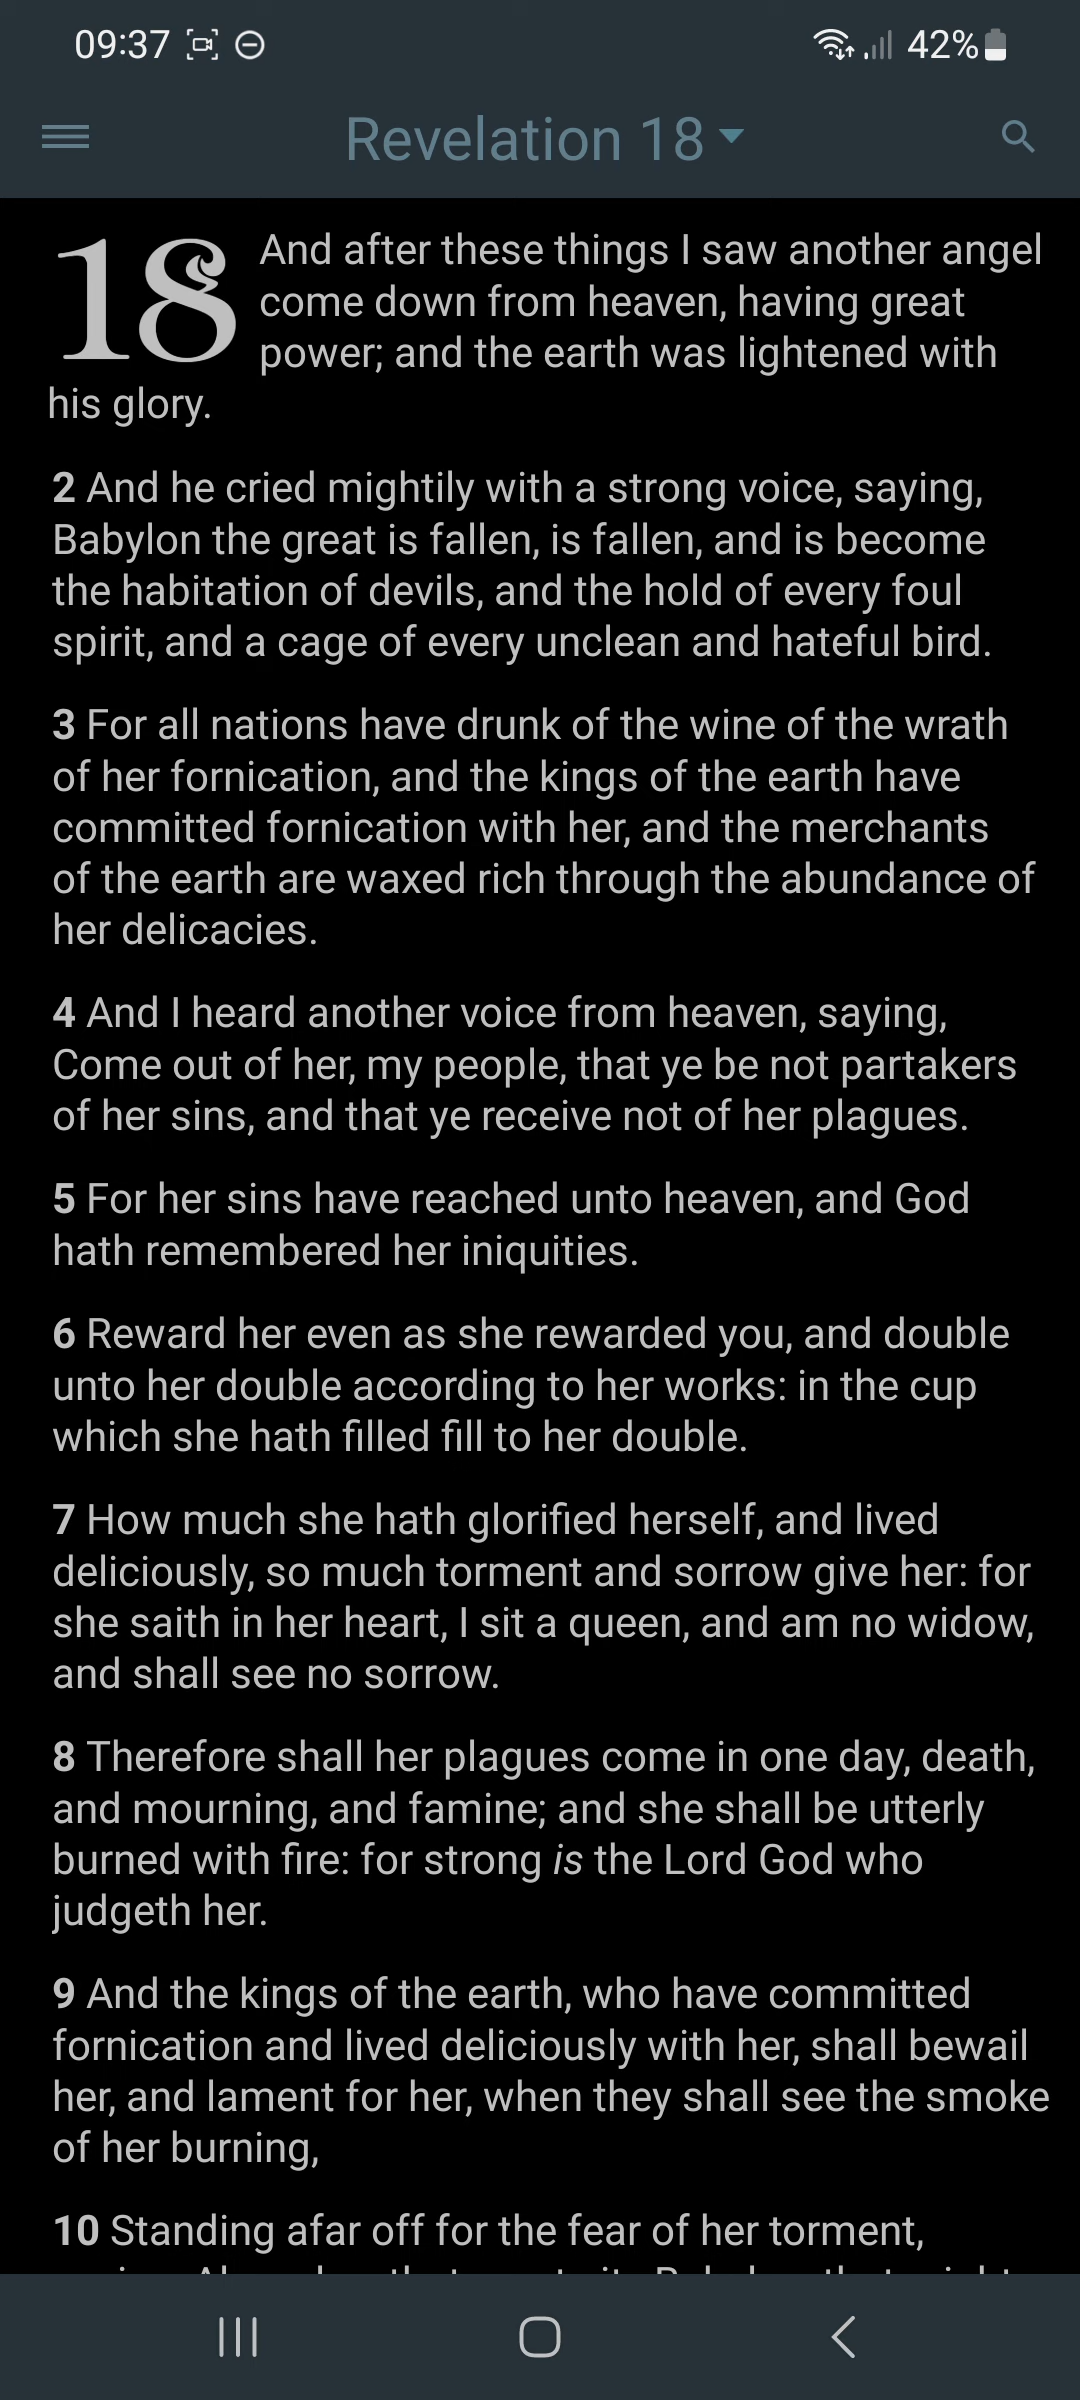 09:37
42%
Revelation 18
18 And after these things I saw another angel
come down from heaven, having great
power; and the earth was lightened with
his glory.
2 And he cried mightily with a strong voice, saying,
Babylon the great is fallen, is fallen, and is become
the habitation of devils, and the hold of every foul
spirit, and a cage of every unclean and hateful bird.
3 For all nations have drunk of the wine of the wrath
of her fornication, and the kings of the earth have
committed fornication with her, and the merchants
of the earth are waxed rich through the abundance of
her delicacies.
4 And I heard another voice from heaven, saying,
Come out of her, my people, that ye be not partakers
of her sins, and that ye receive not of her plagues.
5 For her sins have reached unto heaven, and God
hath remembered her iniquities.
6 Reward her even as she rewarded you, and double
unto her double according to her works: in the cup
which she hath filled fill to her double.
7 How much she hath glorified herself, and lived
deliciously, so much torment and sorrow give her: for
she saith in her heart, I sit a queen, and am no widow,
and shall see no sorrow.
8 Therefore shall her plagues come in one day, death,
and mourning, and famine; and she shall be utterly
burned with fire: for strong is the Lord God who
judgeth her.
9 And the kings of the earth, who have committed
fornication and lived deliciously with her, shall bewail
her, and lament for her, when they shall see the smoke
of her burning,
10 Standing afar off for the fear of her torment,